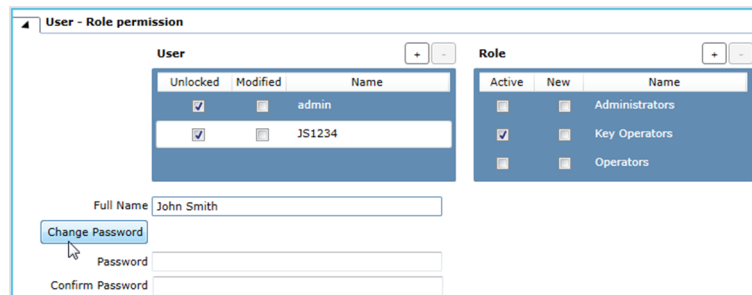 User - Role permission
User + -
Role + -
Unlocked Modified Name
Active New Name
admin
Administrators
JS1234
Key Operators
Operators
Full Name John Smith
Change Password
Password
Confirm Password